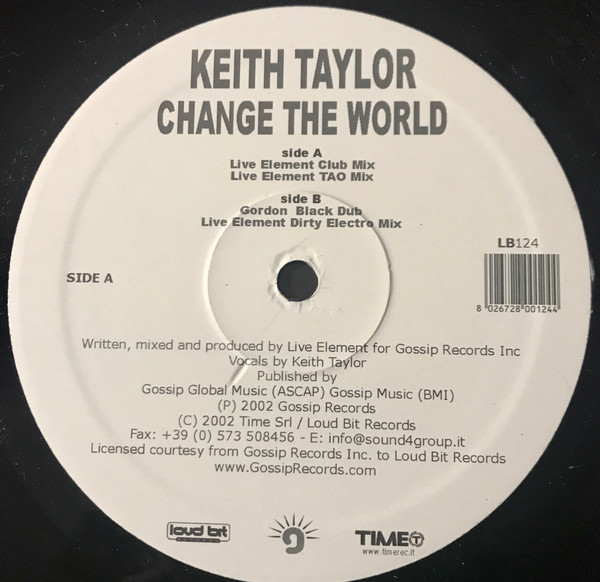 KEITH TAYLOR
CHANGE THE WORLD
side A
Live Element Club Mix
Live Element TAO Mix
side B
Gordon Black Dub
Live Element Dirty Electro Mix
LB124
8 026728 001244
SIDE A
Written, mixed and produced by Live Element for Gossip Records Inc
Vocals by Keith Taylor
Published by
Gossip Global Music (ASCAP) Gossip Music (BMI)
(P) 2002 Gossip Records
(C) 2002 Time Srl / Loud Bit Records
Fax: +39 (0) 573 508456 - E: info@sound4group.it
Licensed courtesy from Gossip Records Inc. to Loud Bit Records
www.GossipRecords.com
loud bit
TIME
www.timerec.it